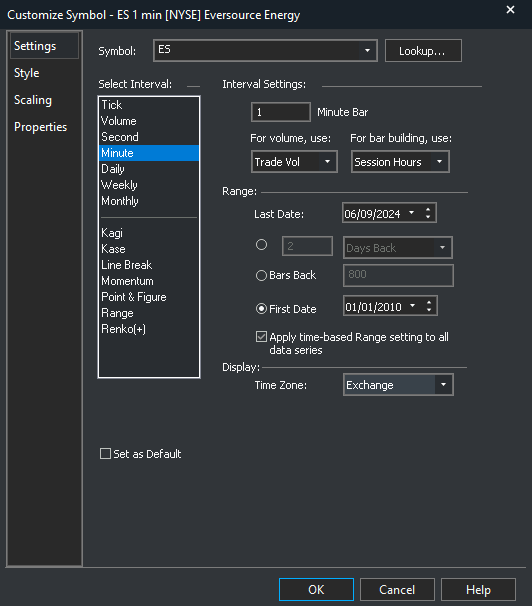 Customize Symbol - ES 1 min [NYSE] Eversource Energy
Settings
Style
Scaling
Properties
Symbol: ES Lookup...
Select Interval:
Tick
Volume
Second
Minute
Daily
Weekly
Monthly
Kagi
Kase
Line Break
Momentum
Point & Figure
Range
Renko(+)
Interval Settings:
1 Minute Bar
For volume, use: For bar building, use:
Trade Vol Session Hours
Range:
Last Date: 06/09/2024
2 Days Back
Bars Back 800
First Date 01/01/2010
Apply time-based Range setting to all
data series
Display:
Time Zone: Exchange
Set as Default
OK Cancel Help